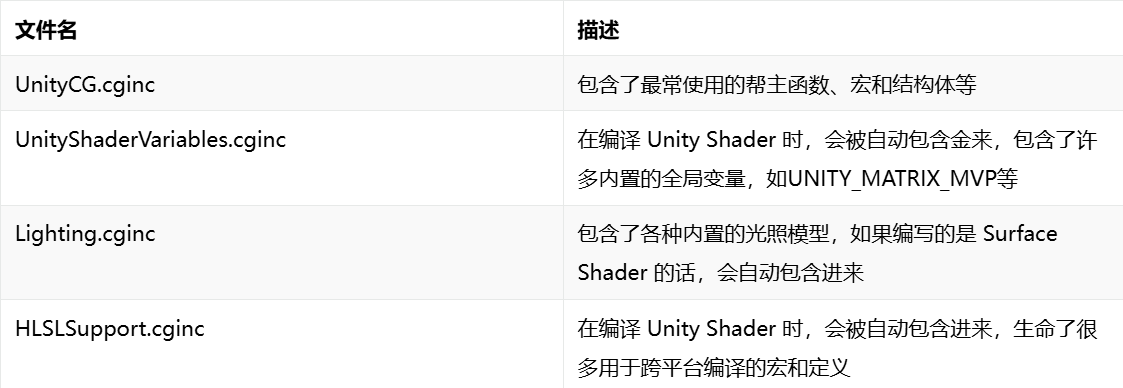 文件名 描述
UnityCG.cginc 包含了最常使用的帮主函数、宏和结构体等
UnityShaderVariables.cginc 在编译 Unity Shader 时，会被自动包含金来，包含了许
多内置的全局变量，如UNITY_MATRIX_MVP等
Lighting.cginc 包含了各种内置的光照模型，如果编写的是 Surface
Shader 的话，会自动包含进来
HLSLSupport.cginc 在编译 Unity Shader 时，会被自动包含进来，生命了很
多用于跨平台编译的宏和定义